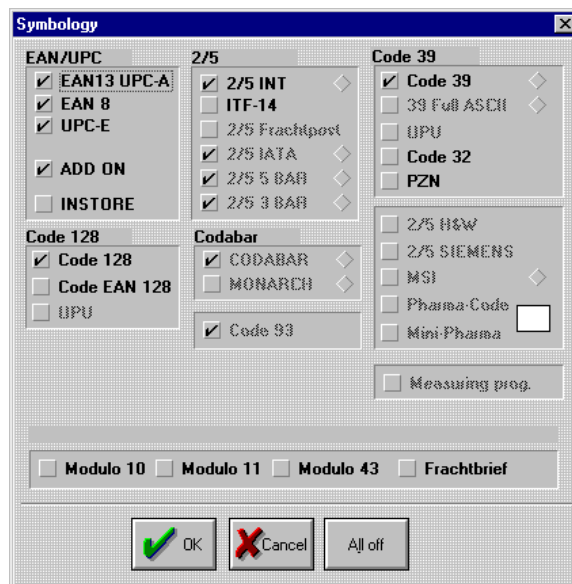 Symbology
EAN/UPC
EAN13 UPC-A
EAN 8
UPC-E
ADD ON
INSTORE
2/5
2/5 INT
ITF-14
2/5 Frachtpost
2/5 IATA
2/5 5 BAR
2/5 3 BAR
Code 39
Code 39
39 Full ASCII
UPU
Code 32
PZN
Code 128
Code 128
Code EAN 128
UPU
Codabar
CODABAR
MONARCH
Code 93
2/5 H&W
2/5 SIEMENS
MSI
Pharma-Code
Mini-Pharma
Measuring prog.
Modulo 10 Modulo 11 Modulo 43 Frachtbrief
OK Cancel All off